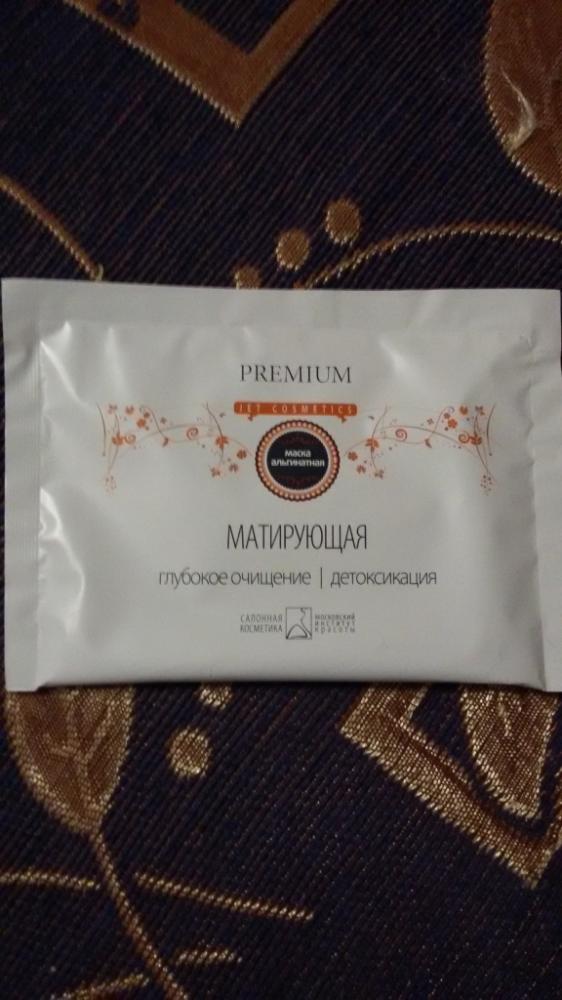 PREMIUM
JET COSMETICS
маска
альгинатная
МАТИРУЮЩАЯ
глубокое очищение | детоксикация
САЛОННАЯ
КОСМЕТИКА
московский
институт
красоты